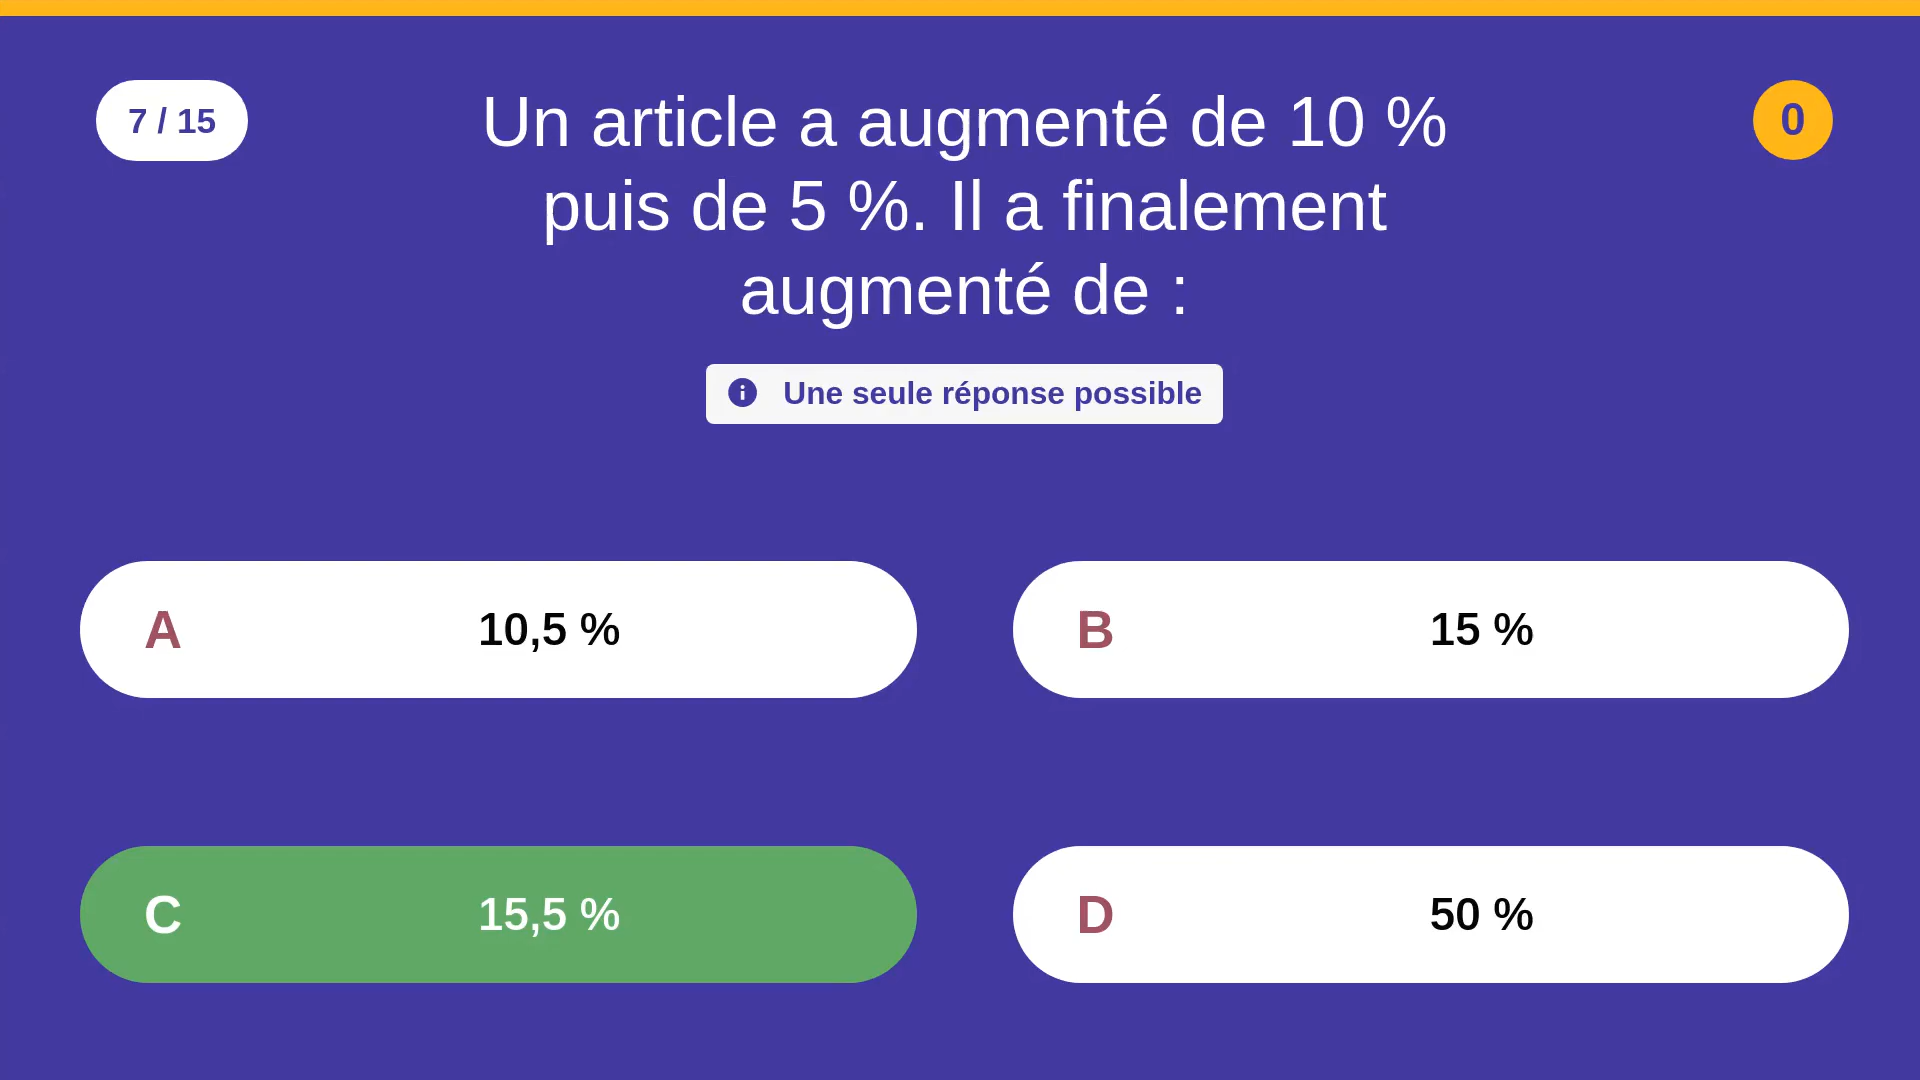 7 / 15
Un article a augmenté de 10 %
puis de 5 %. Il a finalement
augmenté de :
0
Une seule réponse possible
A 10,5 %
B 15 %
C 15,5 %
D 50 %